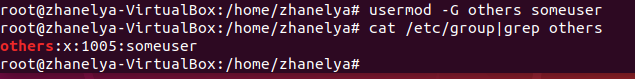 root@zhanelya-VirtualBox:/home/zhanelya# usermod -G others someuser
root@zhanelya-VirtualBox:/home/zhanelya# cat /etc/group|grep others
others:x:1005:someuser
root@zhanelya-VirtualBox:/home/zhanelya#